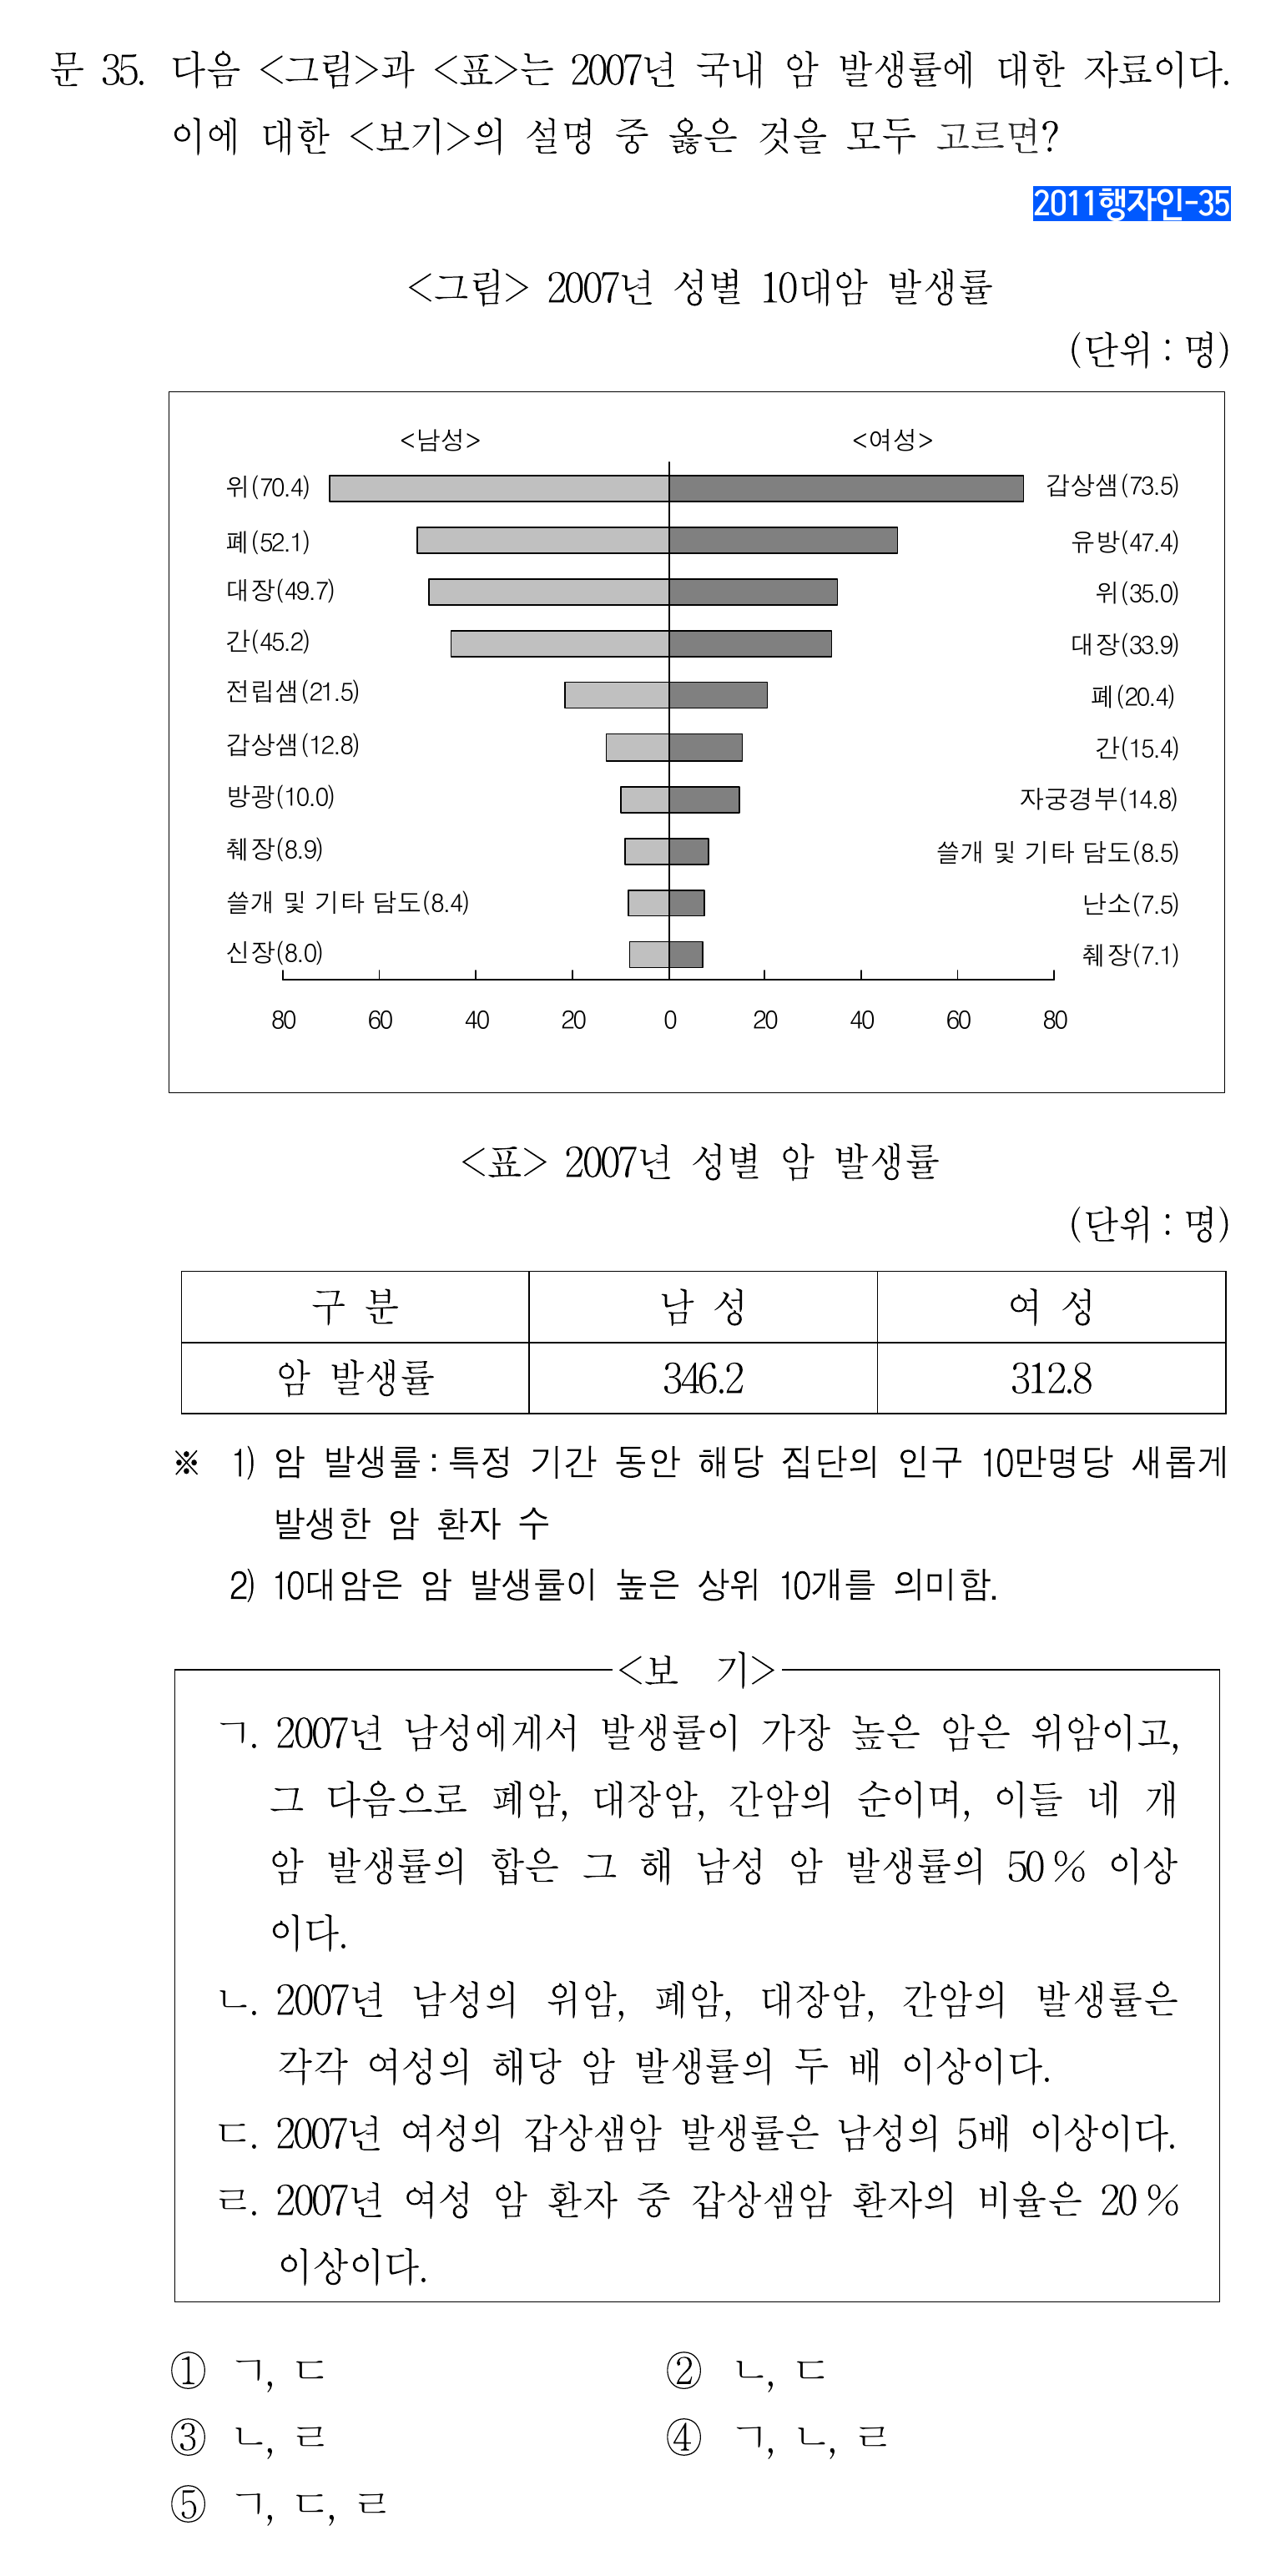 문 35. 다음 <그림>과 <표>는 2007년 국내 암 발생률에 대한 자료이다.
이에 대한 <보기>의 설명 중 옳은 것을 모두 고르면?
2011행자인-35
<그림> 2007년 성별 10대암 발생률
(단위 : 명)
<남성> <여성>
위(70.4) 갑상샘(73.5)
폐(52.1) 유방(47.4)
대장(49.7) 위(35.0)
간(45.2) 대장(33.9)
전립샘(21.5) 폐(20.4)
갑상샘(12.8) 간(15.4)
방광(10.0) 자궁경부(14.8)
췌장(8.9) 쓸개 및 기타 담도(8.5)
쓸개 및 기타 담도(8.4) 난소(7.5)
신장(8.0) 췌장(7.1)
80 60 40 20 0 20 40 60 80
<표> 2007년 성별 암 발생률
(단위 : 명)
구 분 남 성 여 성
암 발생률 346.2 312.8
※ 1) 암 발생률 : 특정 기간 동안 해당 집단의 인구 10만명당 새롭게
발생한 암 환자 수
2) 10대암은 암 발생률이 높은 상위 10개를 의미함.
<보 기>
ㄱ. 2007년 남성에게서 발생률이 가장 높은 암은 위암이고,
그 다음으로 폐암, 대장암, 간암의 순이며, 이들 네 개
암 발생률의 합은 그 해 남성 암 발생률의 50 % 이상
이다.
ㄴ. 2007년 남성의 위암, 폐암, 대장암, 간암의 발생률은
각각 여성의 해당 암 발생률의 두 배 이상이다.
ㄷ. 2007년 여성의 갑상샘암 발생률은 남성의 5배 이상이다.
ㄹ. 2007년 여성 암 환자 중 갑상샘암 환자의 비율은 20 %
이상이다.
① ㄱ, ㄷ ② ㄴ, ㄷ
③ ㄴ, ㄹ ④ ㄱ, ㄴ, ㄹ
⑤ ㄱ, ㄷ, ㄹ